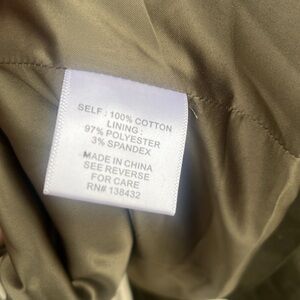 SELF: 100% COTTON
LINING:
97% POLYESTER
3% SPANDEX
MADE IN CHINA
SEE REVERSE
FOR CARE
RN# 138432